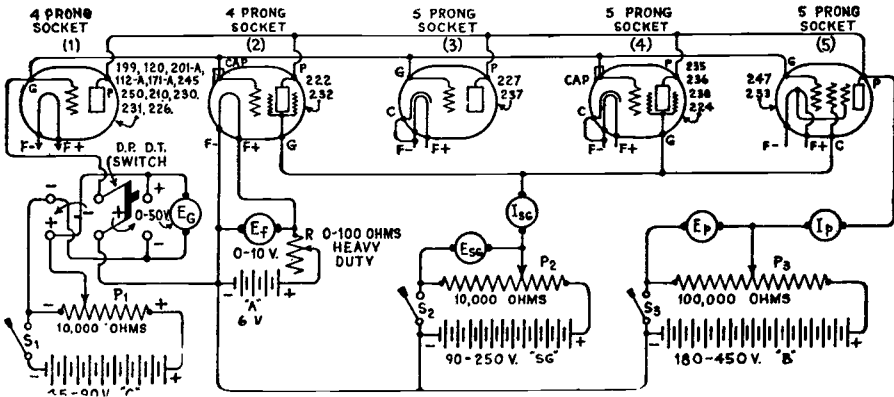 4 PRONG SOCKET (1)
4 PRONG SOCKET (2)
5 PRONG SOCKET (3)
5 PRONG SOCKET (4)
5 PRONG SOCKET (5)
G P
199, 120, 201-A,
112-A, 171-A, 245
250, 210, 230.
231, 226.
F- F+
CAP P
222
232
F- F+ G
G P
227
237
C
F- F+
CAP P
235
236
238
224
C
F- F+ G
247
233
G P
F- F+ C
D.P. D.T.
SWITCH
- - +
+ + 0-50V. EG
-
Ef
0-10 V.
R 0-100 OHMS
HEAVY
DUTY
- "A" +
6 V
P1
- +
10,000 OHMS
S1
- +
"C"
ISG
ESG
P2
- +
10,000 OHMS
S2
- +
90-250 V. "SG"
Ep Ip
P3
- +
100,000 OHMS
S3
- +
180-450 V. "B"